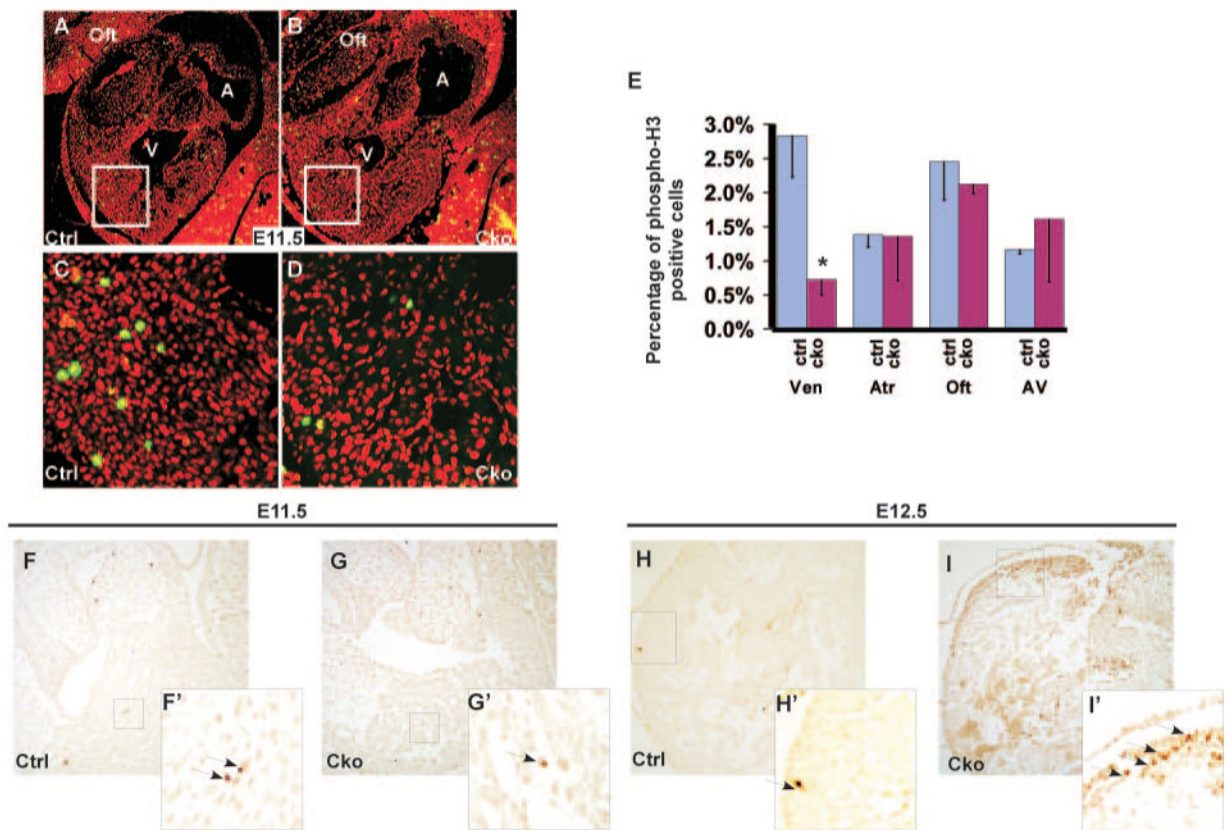 A
Oft
A
V
Ctrl
B
Oft
A
V
Cko
E11.5
C
Ctrl
D
Cko
E
Percentage of phospho-H3
positive cells
3.0%
2.5%
2.0%
1.5%
1.0%
0.5%
0.0%
*
ctrl
cko
ctrl
cko
ctrl
cko
ctrl
cko
Ven Atr Oft AV
E11.5
E12.5
F
Ctrl
F'
G
Cko
G'
H
Ctrl
H'
I
Cko
I'